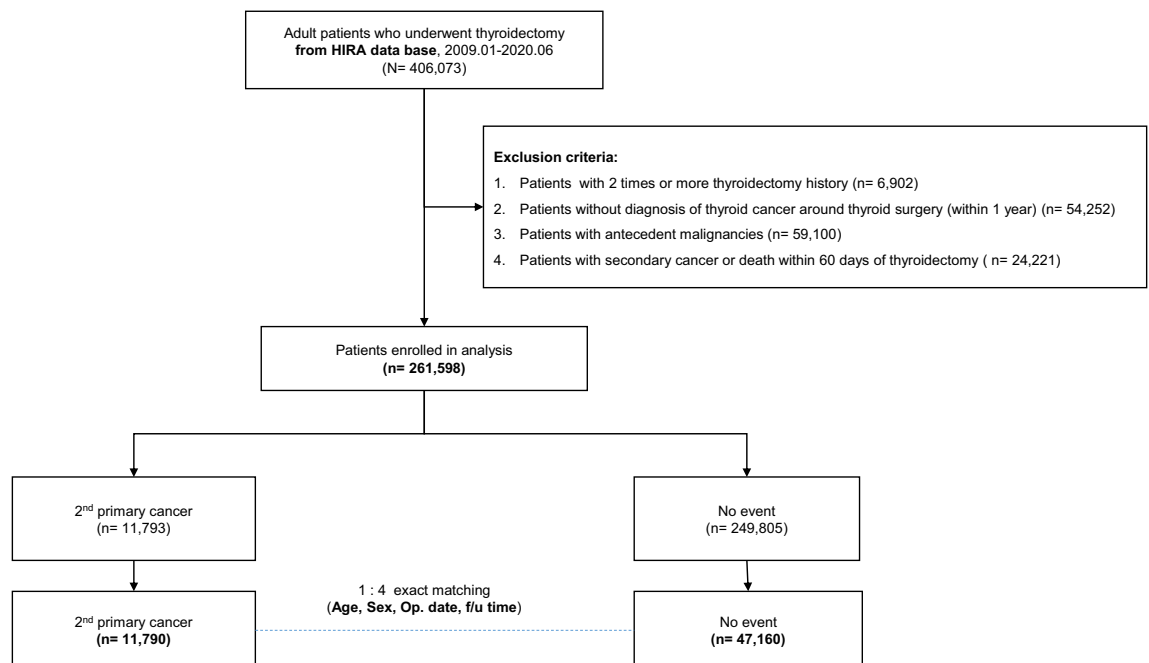 Adult patients who underwent thyroidectomy
from HIRA data base, 2009.01-2020.06
(N= 406,073)
Exclusion criteria:
1. Patients with 2 times or more thyroidectomy history (n= 6,902)
2. Patients without diagnosis of thyroid cancer around thyroid surgery (within 1 year) (n= 54,252)
3. Patients with antecedent malignancies (n= 59,100)
4. Patients with secondary cancer or death within 60 days of thyroidectomy ( n= 24,221)
Patients enrolled in analysis
(n= 261,598)
2nd primary cancer
(n= 11,793)
No event
(n= 249,805)
1 : 4 exact matching
(Age, Sex, Op. date, f/u time)
2nd primary cancer
(n= 11,790)
No event
(n= 47,160)